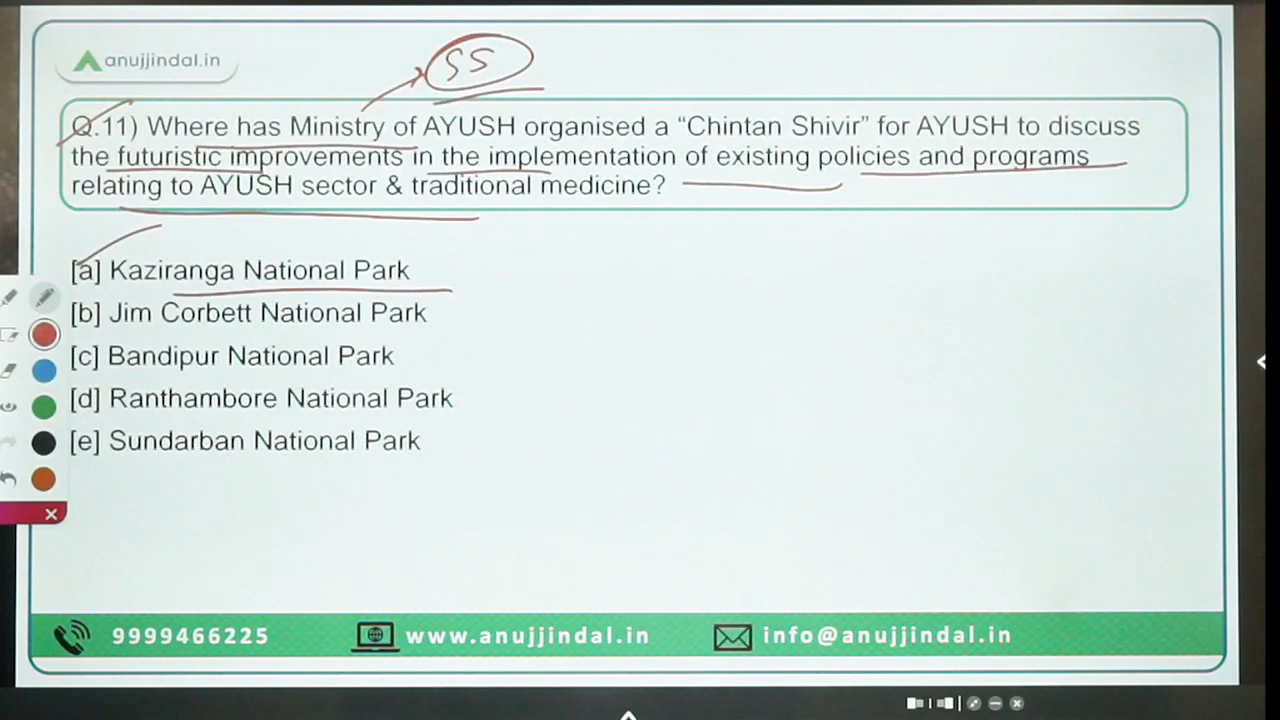 anujjindal.in
SS
Q.11) Where has Ministry of AYUSH organised a “Chintan Shivir” for AYUSH to discuss
the futuristic improvements in the implementation of existing policies and programs
relating to AYUSH sector & traditional medicine?
[a] Kaziranga National Park
[b] Jim Corbett National Park
[c] Bandipur National Park
[d] Ranthambore National Park
[e] Sundarban National Park
9999466225 www.anujjindal.in info@anujjindal.in